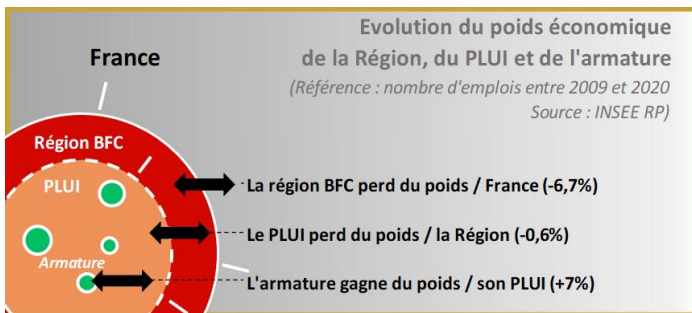 Evolution du poids économique
de la Région, du PLUI et de l'armature
(Référence : nombre d'emplois entre 2009 et 2020
Source : INSEE RP)
France
Région BFC
PLUI
Armature
La région BFC perd du poids / France (-6,7%)
Le PLUI perd du poids / la Région (-0,6%)
L'armature gagne du poids / son PLUI (+7%)